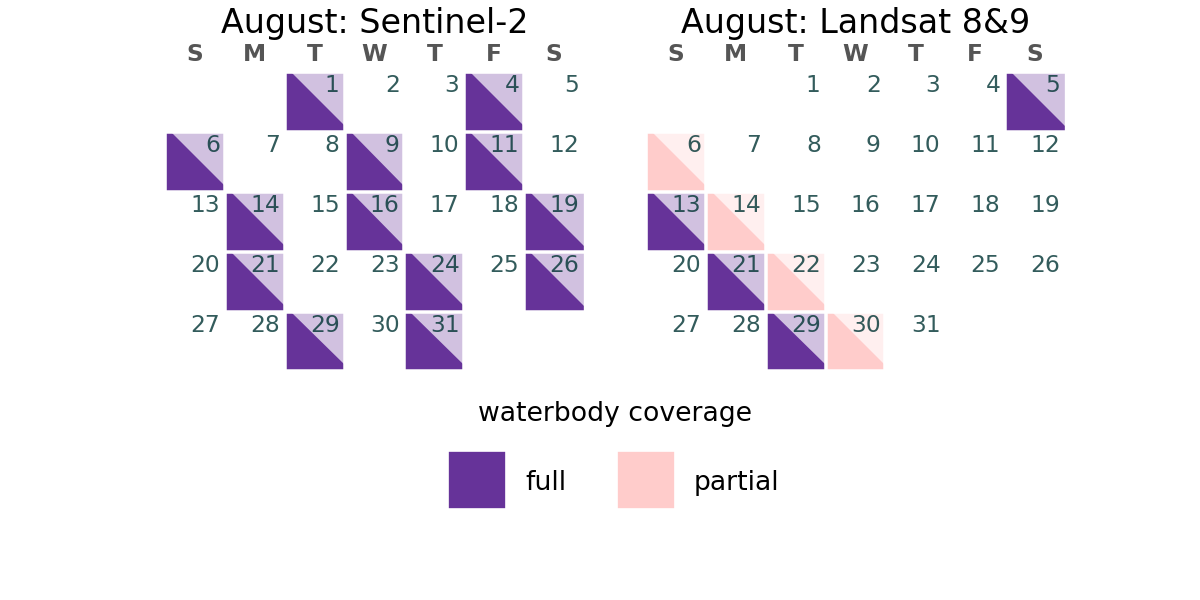 August: Sentinel-2
S M T W T F S
1 2 3 4 5
6 7 8 9 10 11 12
13 14 15 16 17 18 19
20 21 22 23 24 25 26
27 28 29 30 31
August: Landsat 8&9
S M T W T F S
1 2 3 4 5
6 7 8 9 10 11 12
13 14 15 16 17 18 19
20 21 22 23 24 25 26
27 28 29 30 31
waterbody coverage
full
partial